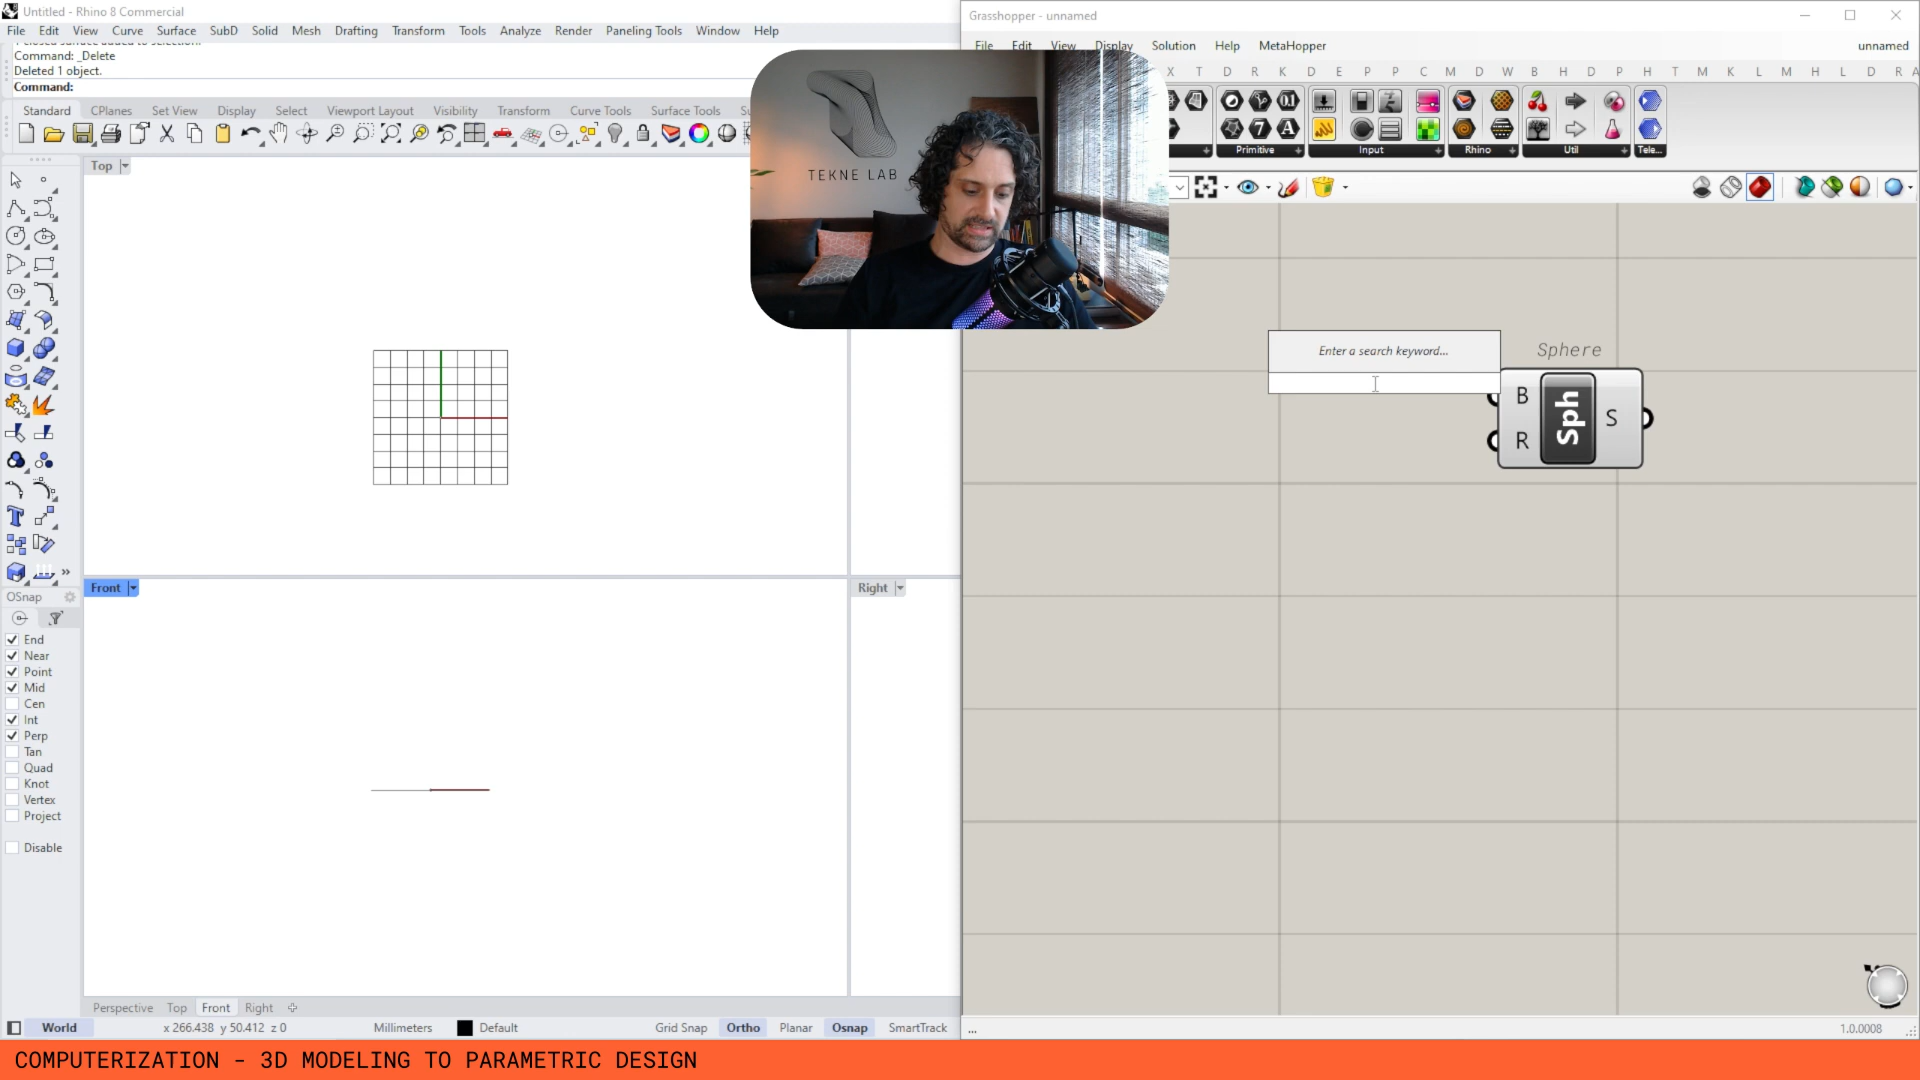 Untitled - Rhino 8 Commercial
File Edit View Curve Surface SubD Solid Mesh Drafting Transform Tools Analyze Render Paneling Tools Window Help
Command: _Delete
Deleted 1 object.
Command:
Standard CPlanes Set View Display Select Viewport Layout Visibility Transform Curve Tools Surface Tools
Top
Front
Right
OSnap
End
Near
Point
Mid
Cen
Int
Perp
Tan
Quad
Knot
Vertex
Project
Disable
Perspective Top Front Right
World x 266.438 y 50.412 z 0 Millimeters Default Grid Snap Ortho Planar Osnap SmartTrack
TEKNE LAB
Grasshopper - unnamed
File Edit View Display Solution Help MetaHopper unnamed
X T D R K D E P P C M D W B H D P H T M K L M H L D R A
Primitive Input Rhino Util Tele...
Enter a search keyword...
Sphere
B
R
Sph
S
...
1.0.0008
COMPUTERIZATION - 3D MODELING TO PARAMETRIC DESIGN